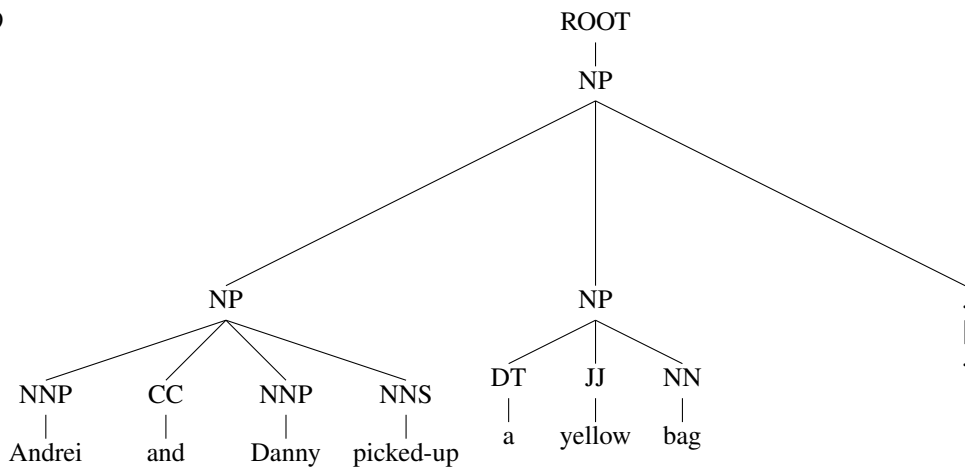 ROOT
NP
NP NP .
NNP CC NNP NNS DT JJ NN .
Andrei and Danny picked-up a yellow bag